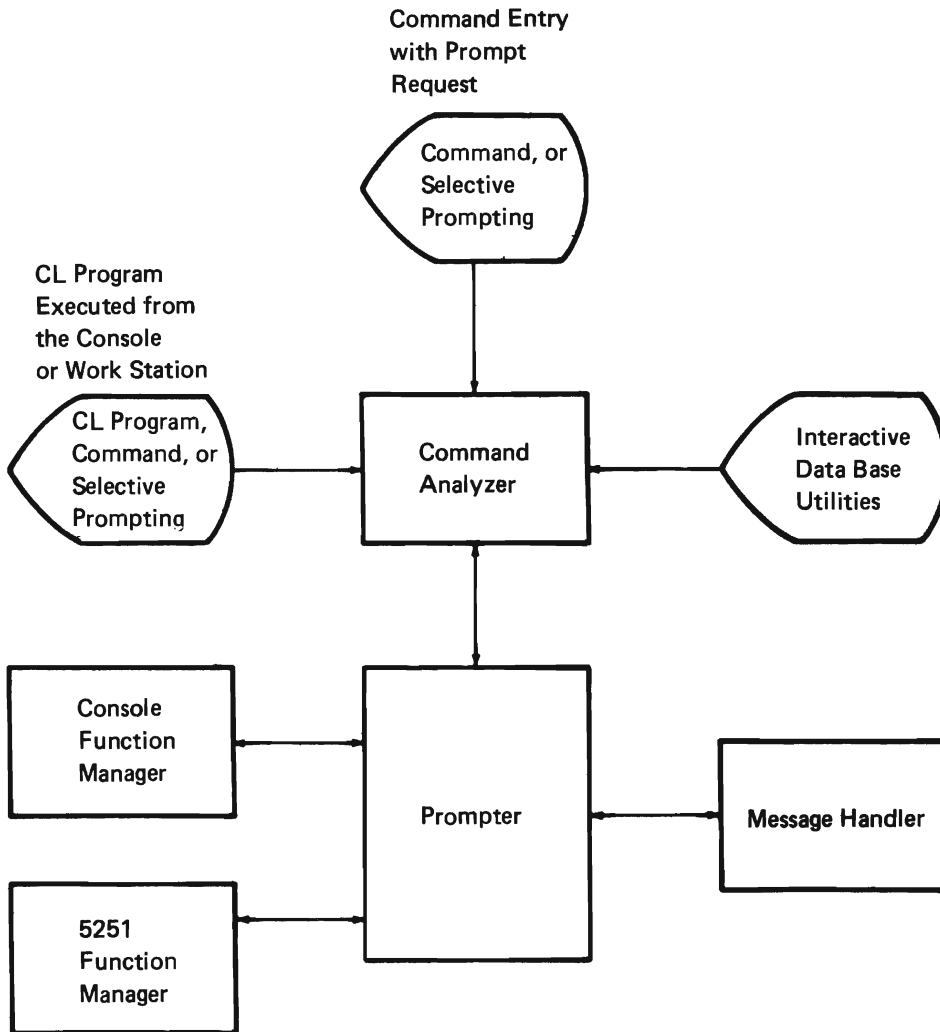 Command Entry
with Prompt
Request
Command, or
Selective
Prompting
CL Program
Executed from
the Console
or Work Station
CL Program,
Command, or
Selective
Prompting
Command
Analyzer
Interactive
Data Base
Utilities
Console
Function
Manager
Prompter
Message Handler
5251
Function
Manager